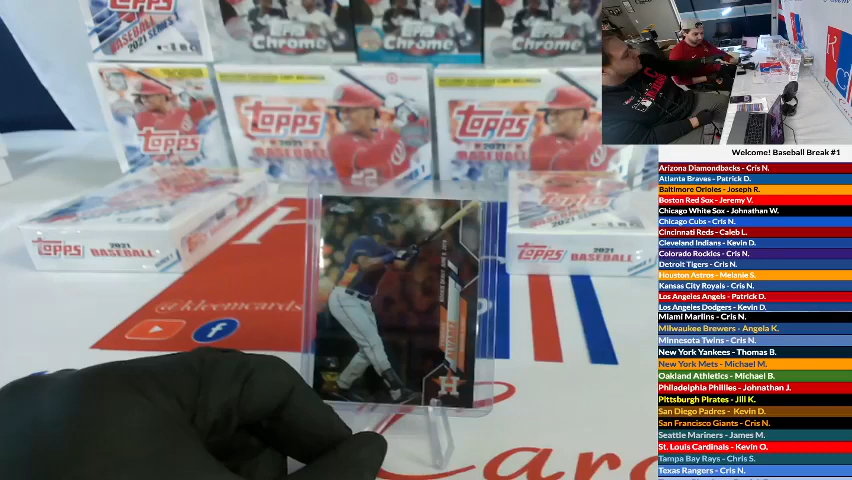 Topps
BASEBALL
2021 SERIES 1
Topps
Chrome
Topps
Chrome
Chrome
Topps
BASEBALL
Topps
BASEBALL
Topps
BASEBALL
Topps
2021
BASEBALL
Topps
2021
BASEBALL
@kleemcards
Welcome! Baseball Break #1
Arizona Diamondbacks - Cris N.
Atlanta Braves - Patrick D.
Baltimore Orioles - Joseph R.
Boston Red Sox - Jeremy V.
Chicago White Sox - Johnathan W.
Chicago Cubs - Cris N.
Cincinnati Reds - Caleb L.
Cleveland Indians - Kevin D.
Colorado Rockies - Cris N.
Detroit Tigers - Cris N.
Houston Astros - Melanie S.
Kansas City Royals - Cris N.
Los Angeles Angels - Patrick D.
Los Angeles Dodgers - Kevin D.
Miami Marlins - Cris N.
Milwaukee Brewers - Angela K.
Minnesota Twins - Cris N.
New York Yankees - Thomas B.
New York Mets - Michael M.
Oakland Athletics - Michael B.
Philadelphia Phillies - Johnathan J.
Pittsburgh Pirates - Jill K.
San Diego Padres - Kevin D.
San Francisco Giants - Cris N.
Seattle Mariners - James M.
St. Louis Cardinals - Kevin O.
Tampa Bay Rays - Chris S.
Texas Rangers - Cris N.